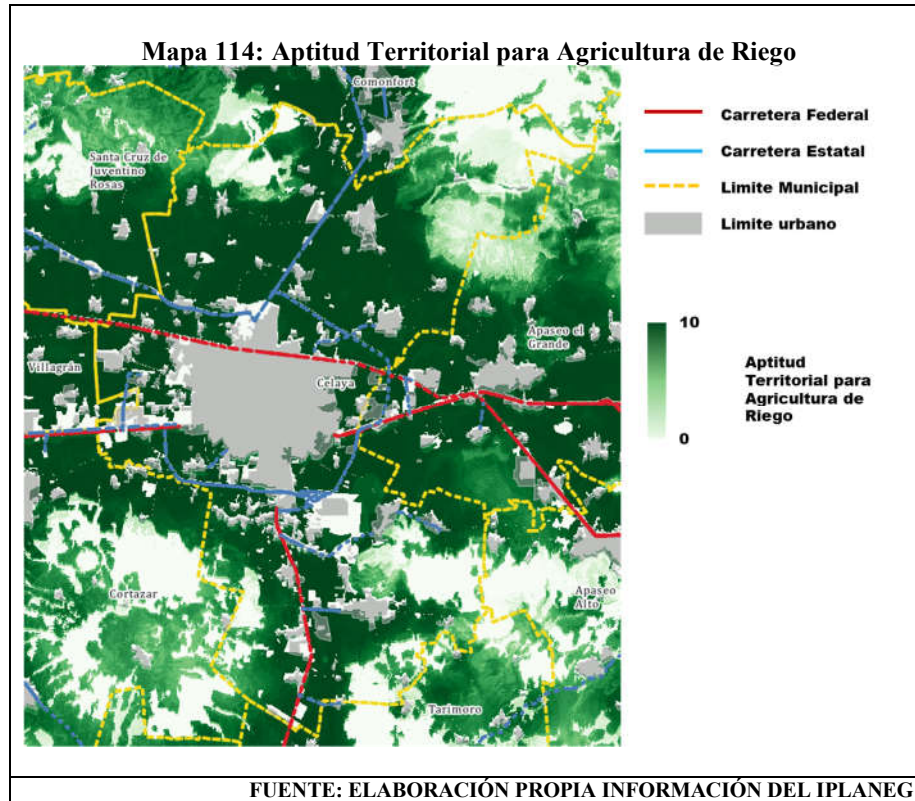 Mapa 114: Aptitud Territorial para Agricultura de Riego
Comonfort
Santa Cruz de
Juventino
Rosas
Apaseo el
Grande
Villagrán
Celaya
Cortazar
Apaseo
Alto
Tarimoro
Carretera Federal
Carretera Estatal
Limite Municipal
Limite urbano
10
0
Aptitud
Territorial para
Agricultura de
Riego
FUENTE: ELABORACIÓN PROPIA INFORMACIÓN DEL IPLANEG